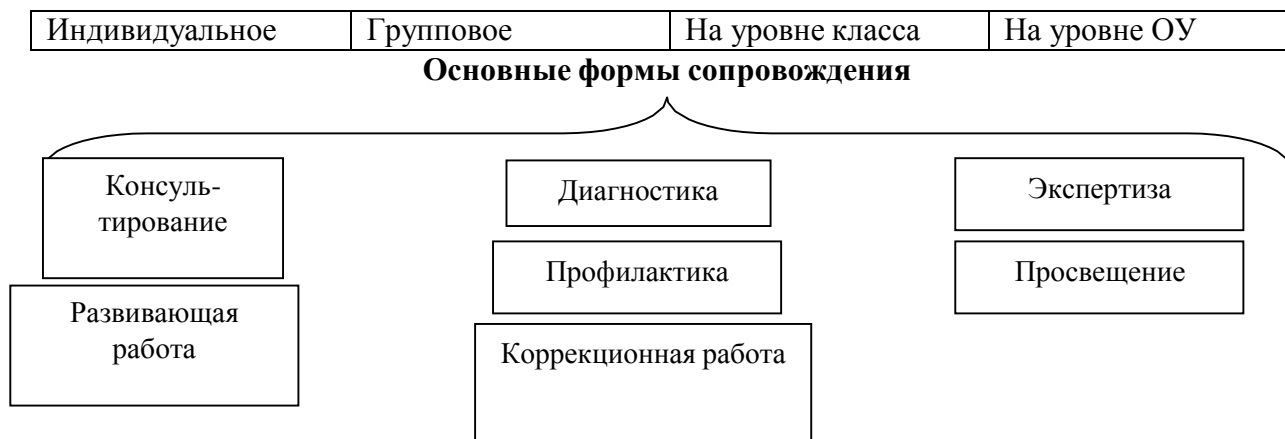 Индивидуальное Групповое На уровне класса На уровне ОУ
Основные формы сопровождения
Консуль-
тирование
Диагностика
Экспертиза
Профилактика
Просвещение
Развивающая
работа
Коррекционная работа